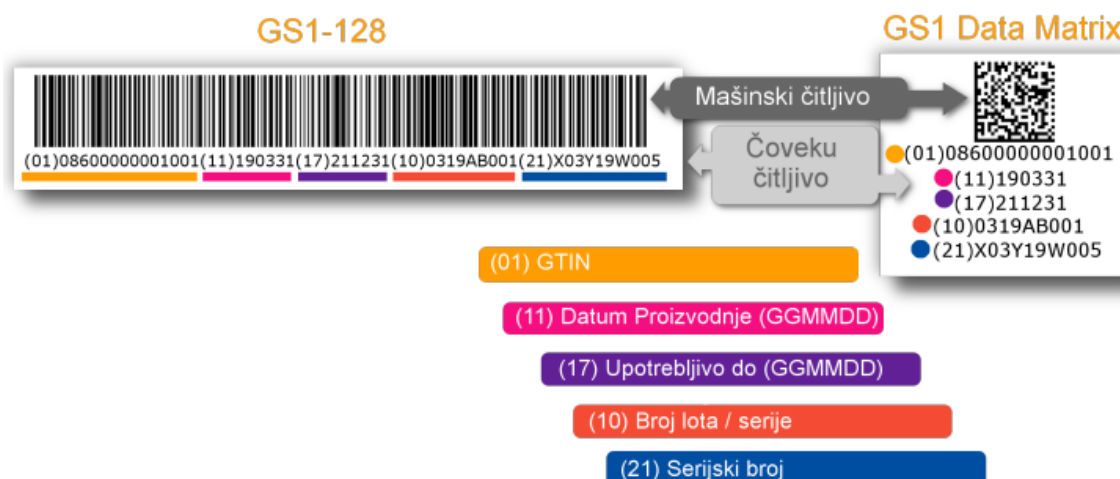 GS1-128
GS1 Data Matrix
Mašinski čitljivo
(01)08600000001001(11)190331(17)211231(10)0319AB001(21)X03Y19W005
Čoveku
čitljivo
(01)08600000001001
(11)190331
(17)211231
(10)0319AB001
(21)X03Y19W005
(01) GTIN
(11) Datum Proizvodnje (GGMMDD)
(17) Upotrebljivo do (GGMMDD)
(10) Broj lota / serije
(21) Serijski broj